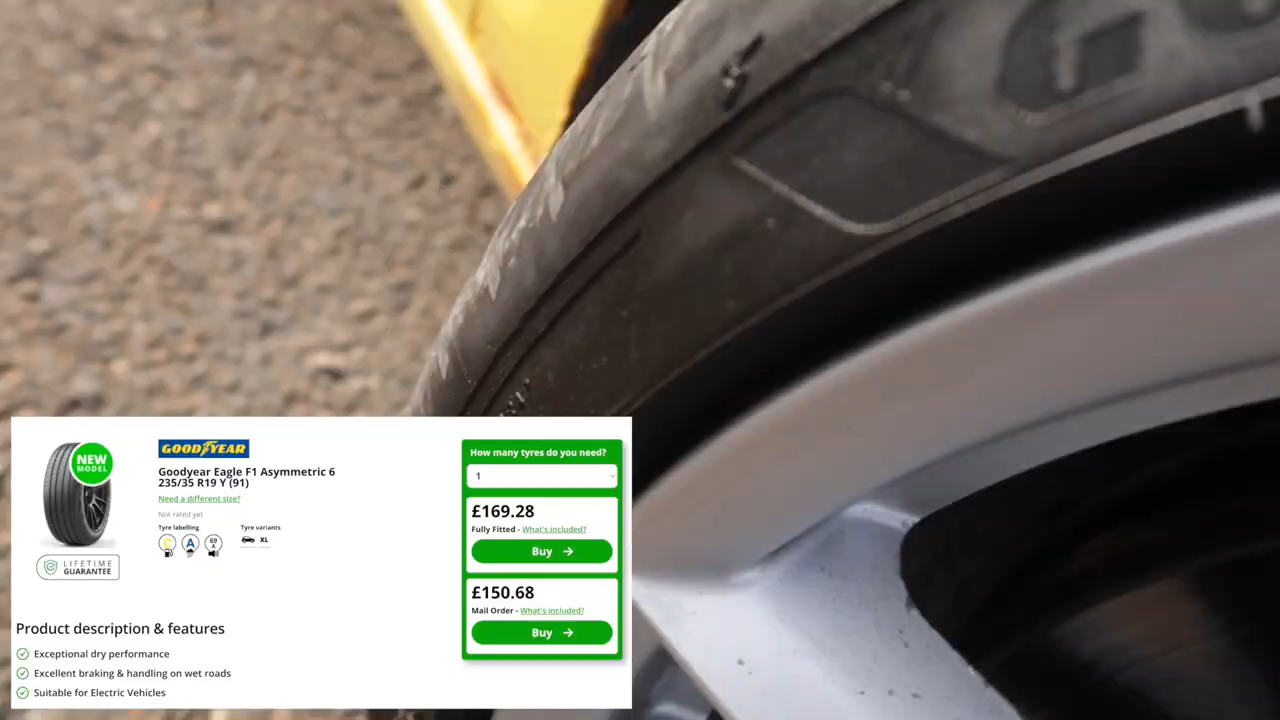 G
NEW
MODEL
LIFETIME
GUARANTEE
GOODYEAR
Goodyear Eagle F1 Asymmetric 6
235/35 R19 Y (91)
Need a different size?
Not rated yet
Tyre labelling
Tyre variants
C
A
69
A
XL
How many tyres do you need?
1
£169.28
Fully Fitted - What's included?
Buy
£150.68
Mail Order - What's included?
Buy
Product description & features
Exceptional dry performance
Excellent braking & handling on wet roads
Suitable for Electric Vehicles